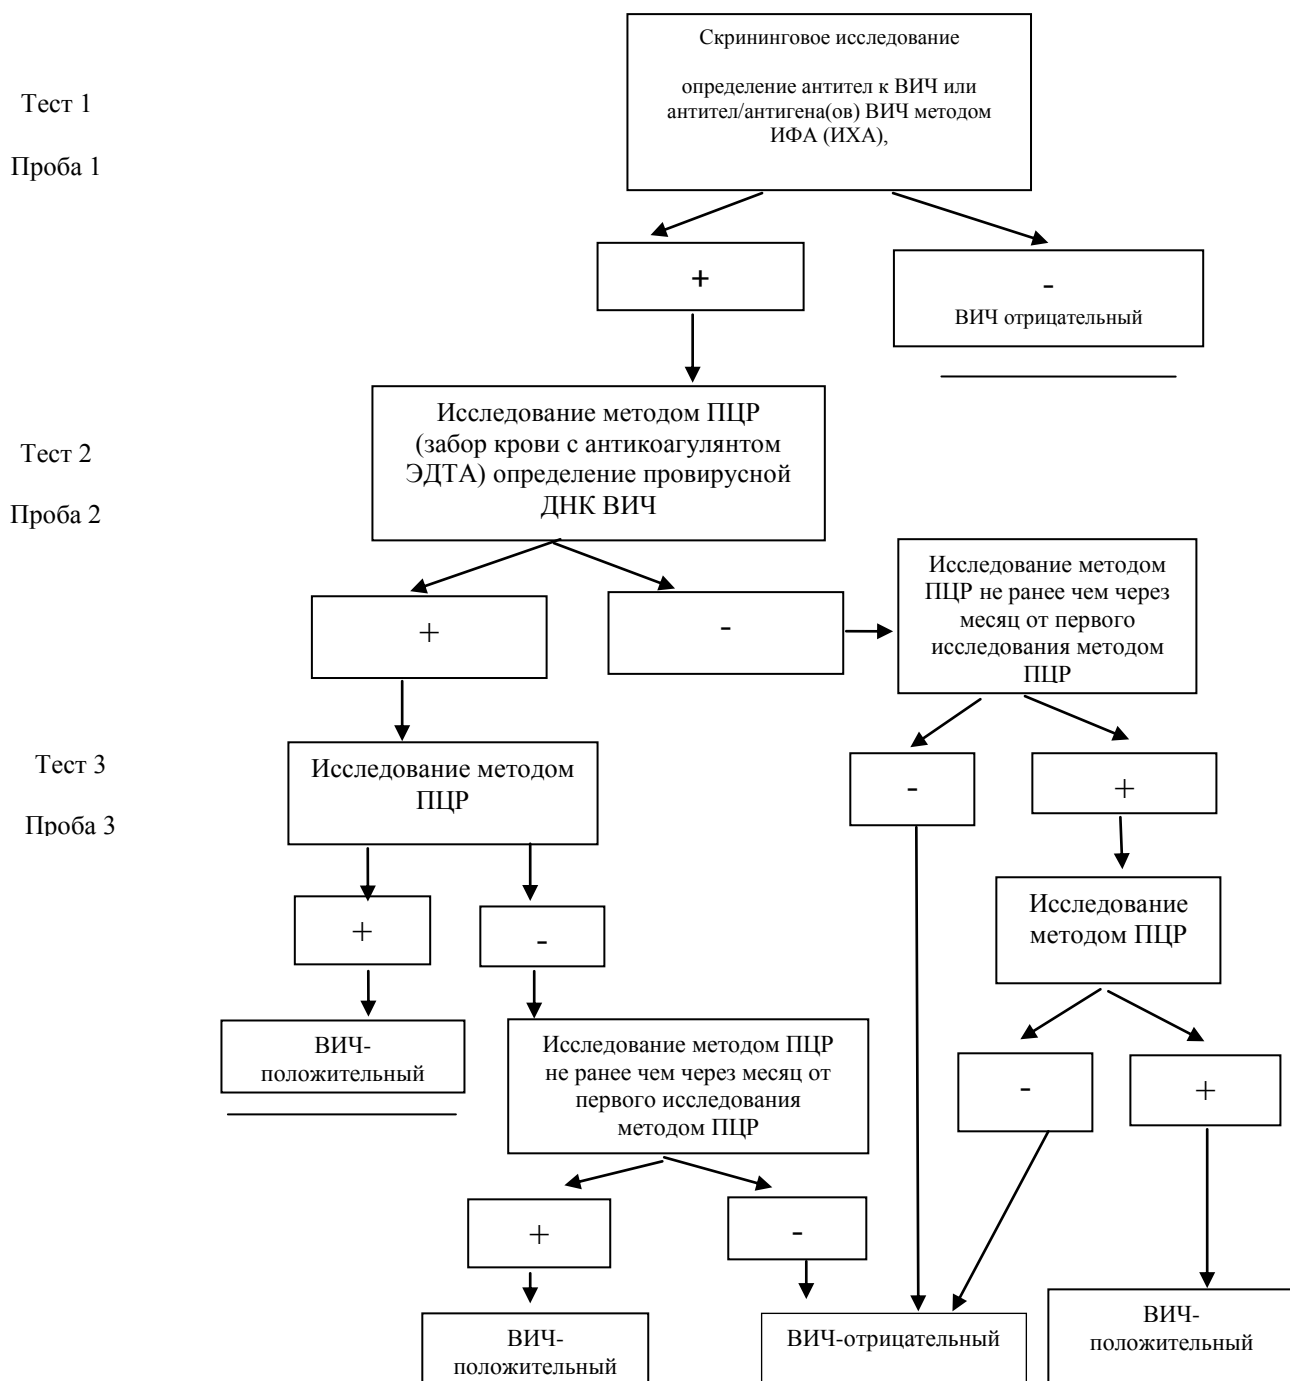 Скрининговое исследование
определение антител к ВИЧ или
антител/антигена(ов) ВИЧ методом
ИФА (ИХА),
Тест 1
Проба 1
+
-
ВИЧ отрицательный
Исследование методом ПЦР
(забор крови с антикоагулянтом
ЭДТА) определение провирусной
ДНК ВИЧ
Тест 2
Проба 2
+
-
Исследование методом
ПЦР не ранее чем через
месяц от первого
исследования методом
ПЦР
Тест 3
Проба 3
Исследование методом
ПЦР
-
+
+
-
Исследование
методом ПЦР
ВИЧ-
положительный
Исследование методом ПЦР
не ранее чем через месяц от
первого исследования
методом ПЦР
-
+
+
-
ВИЧ-
положительный
ВИЧ-отрицательный
ВИЧ-
положительный